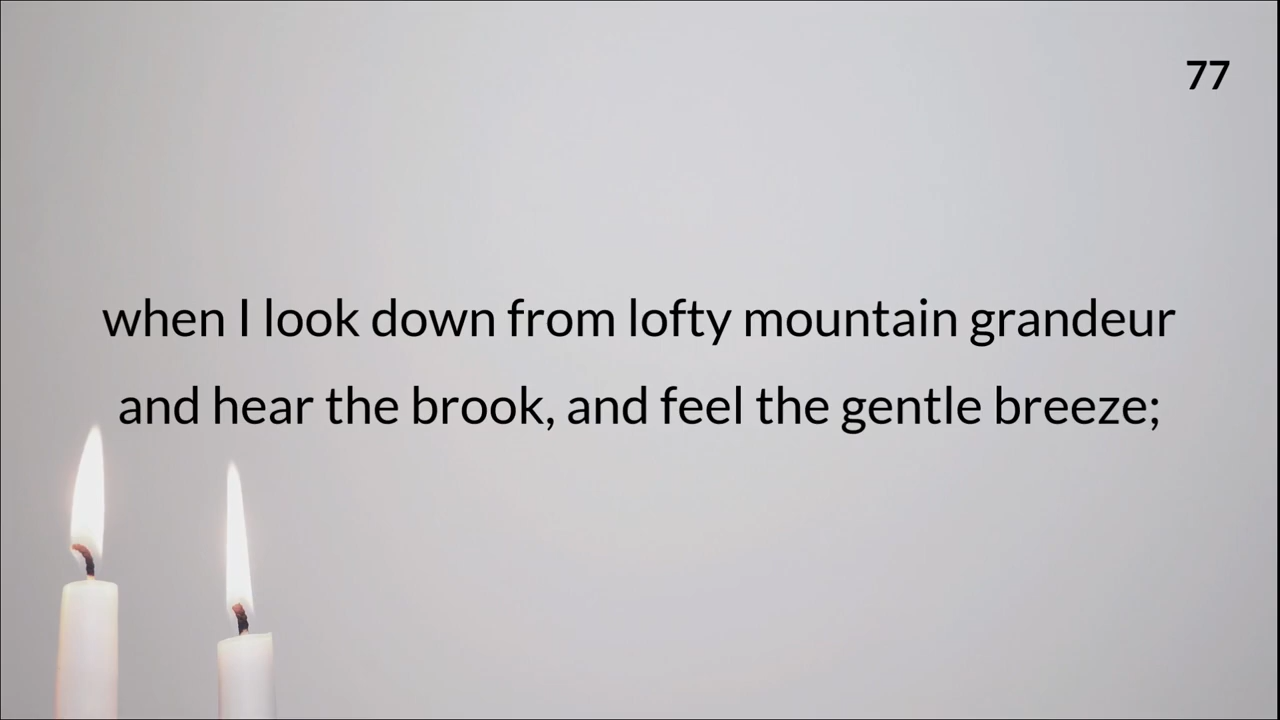 77
when I look down from lofty mountain grandeur
and hear the brook, and feel the gentle breeze;